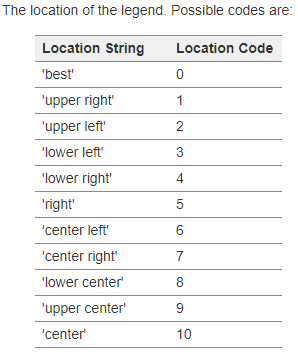 The location of the legend. Possible codes are:
Location String Location Code
'best' 0
'upper right' 1
'upper left' 2
'lower left' 3
'lower right' 4
'right' 5
'center left' 6
'center right' 7
'lower center' 8
'upper center' 9
'center' 10